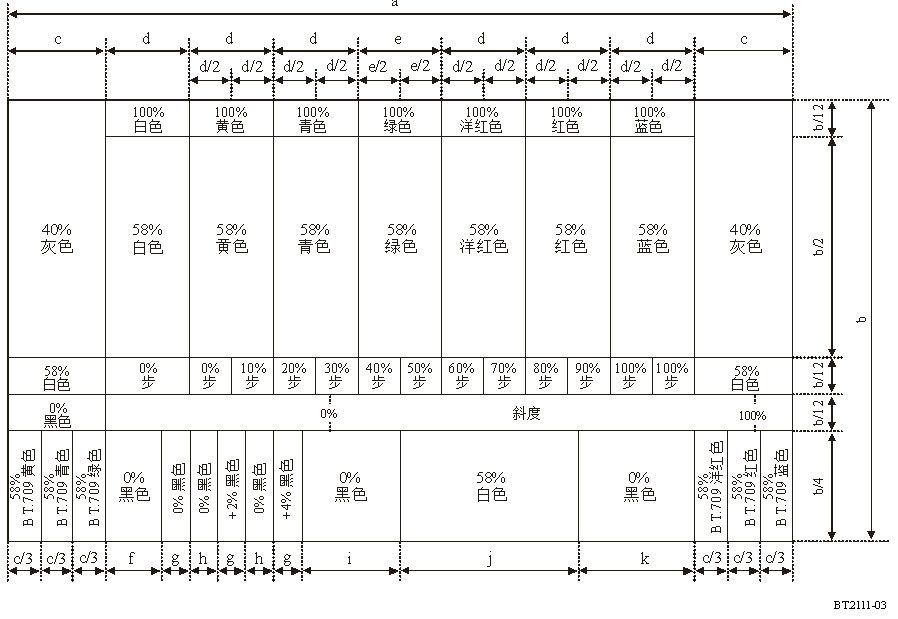 a
c d d d e d d d c
d/2 d/2 d/2 d/2 e/2 e/2 d/2 d/2 d/2 d/2 d/2 d/2
100% 100% 100% 100% 100% 100% 100%
白色 黄色 青色 绿色 洋红色 红色 蓝色
b/12
40% 58% 58% 58% 58% 58% 58% 58% 40%
灰色 白色 黄色 青色 绿色 洋红色 红色 蓝色 灰色
b/2
b
58% 0% 0% 10% 20% 30% 40% 50% 60% 70% 80% 90% 100% 100% 58%
白色 步 步 步 步 步 步 步 步 步 步 步 步 步 白色
b/12
0%
黑色
0% 斜度 100%
b/12
58%
BT.709 黄色
58%
BT.709 青色
58%
BT.709 绿色
0%
黑色
0% 黑色
0% 黑色
+2% 黑色
0% 黑色
+4% 黑色
0%
黑色
58%
白色
0%
黑色
58%
BT.709 洋红色
58%
BT.709 红色
58%
BT.709 蓝色
b/4
c/3 c/3 c/3 f g h g h g i j k c/3 c/3 c/3
BT.2111-03